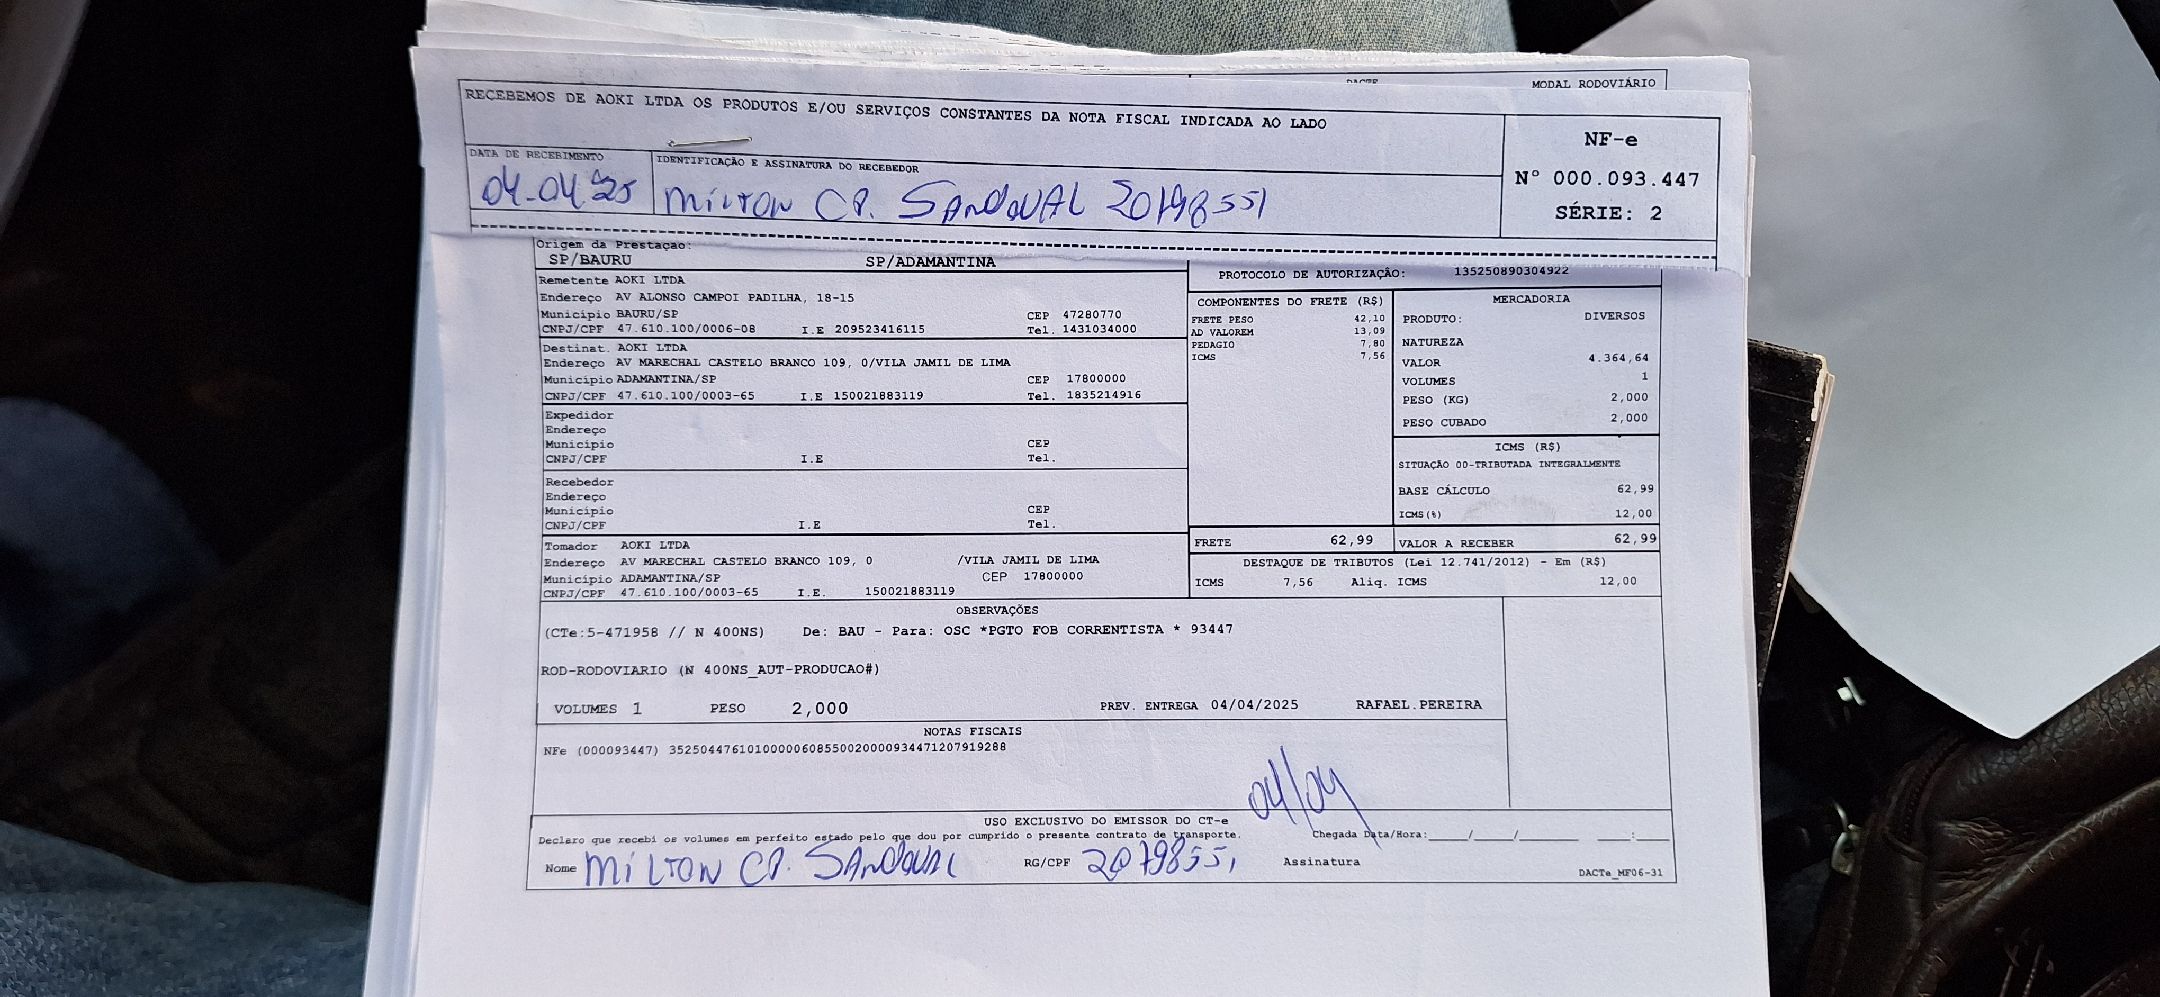 MODAL RODOVIÁRIO
RECEBEMOS DE AOKI LTDA OS PRODUTOS E/OU SERVIÇOS CONSTANTES DA NOTA FISCAL INDICADA AO LADO
NF-e
Nº 000.093.447
SÉRIE: 2
DATA DE RECEBIMENTO
04-04-25
IDENTIFICAÇÃO E ASSINATURA DO RECEBEDOR
MILTON CP. SANDOVAL 20798551
Origem da Prestação:
SP/BAURU SP/ADAMANTINA
PROTOCOLO DE AUTORIZAÇÃO: 135250890304922
Remetente AOKI LTDA
Endereço AV ALONSO CAMPOI PADILHA, 18-15
Município BAURU/SP CEP 47280770
CNPJ/CPF 47.610.100/0006-08 I.E 209523416115 Tel. 1431034000
Destinat. AOKI LTDA
Endereço AV MARECHAL CASTELO BRANCO 109, 0/VILA JAMIL DE LIMA
Município ADAMANTINA/SP CEP 17800000
CNPJ/CPF 47.610.100/0003-65 I.E 150021883119 Tel. 1835214916
Expedidor
Endereço
Município CEP
CNPJ/CPF I.E Tel.
Recebedor
Endereço
Município CEP
CNPJ/CPF I.E Tel.
Tomador AOKI LTDA
Endereço AV MARECHAL CASTELO BRANCO 109, 0 /VILA JAMIL DE LIMA
Município ADAMANTINA/SP CEP 17800000
CNPJ/CPF 47.610.100/0003-65 I.E. 150021883119
COMPONENTES DO FRETE (R$)
FRETE PESO 42,10
AD VALOREM 13,09
PEDAGIO 7,80
ICMS 7,56
MERCADORIA
PRODUTO: DIVERSOS
NATUREZA
VALOR 4.364,64
VOLUMES 1
PESO (KG) 2,000
PESO CUBADO 2,000
ICMS (R$)
SITUAÇÃO 00-TRIBUTADA INTEGRALMENTE
BASE CÁLCULO 62,99
ICMS(%) 12,00
FRETE 62,99 VALOR A RECEBER 62,99
DESTAQUE DE TRIBUTOS (Lei 12.741/2012) - Em (R$)
ICMS 7,56 Aliq. ICMS 12,00
OBSERVAÇÕES
(CTe:5-471958 // N 400NS) De: BAU - Para: OSC *PGTO FOB CORRENTISTA * 93447
ROD-RODOVIARIO (N 400NS_AUT-PRODUCAO#)
VOLUMES 1 PESO 2,000 PREV. ENTREGA 04/04/2025 RAFAEL.PEREIRA
NOTAS FISCAIS
NFe (000093447) 35250447610100000608550020000934471207919288
04/04
USO EXCLUSIVO DO EMISSOR DO CT-e
Declaro que recebi os volumes em perfeito estado pelo que dou por cumprido o presente contrato de transporte. Chegada Data/Hora:_____/_____/________ ____:____
Nome MILTON CP. SANDOVAL RG/CPF 20798551 Assinatura
DACTe_MF06-31